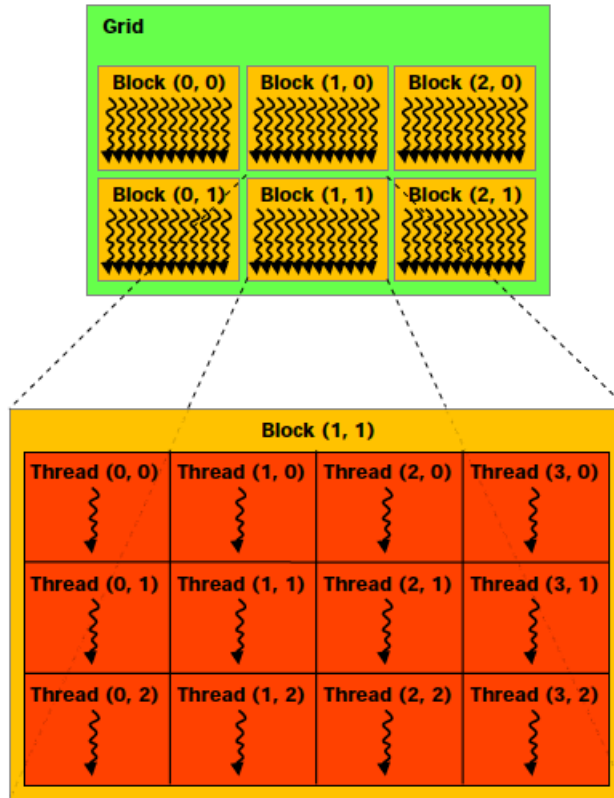 Grid
Block (0, 0) Block (1, 0) Block (2, 0)
Block (0, 1) Block (1, 1) Block (2, 1)
Block (1, 1)
Thread (0, 0) Thread (1, 0) Thread (2, 0) Thread (3, 0)
Thread (0, 1) Thread (1, 1) Thread (2, 1) Thread (3, 1)
Thread (0, 2) Thread (1, 2) Thread (2, 2) Thread (3, 2)